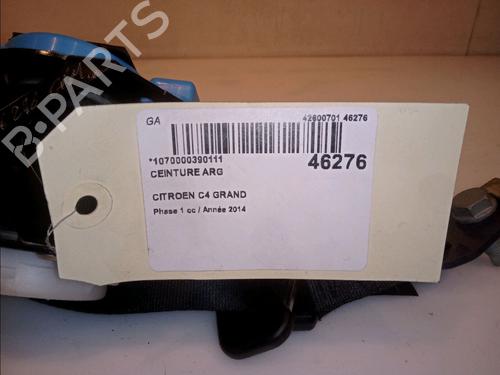 GA
42600701 46276
*1070000390111
46276
CEINTURE ARG
CITROEN C4 GRAND
Phase 1 cc / Année 2014
B-PARTS